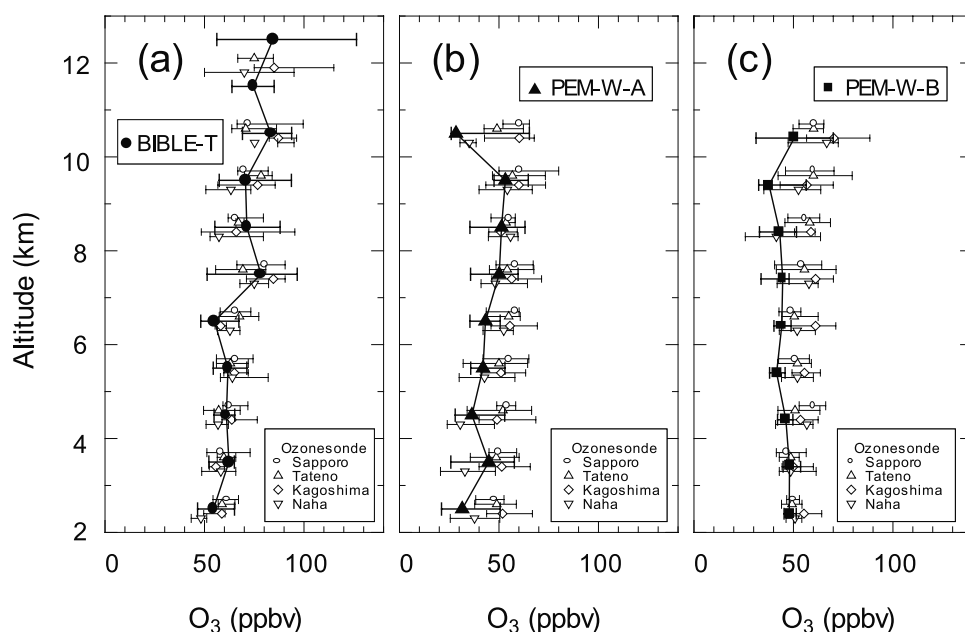 (a)
(b)
(c)
BIBLE-T
PEM-W-A
PEM-W-B
Altitude (km)
12
10
8
6
4
2
Ozonesonde
Sapporo
Tateno
Kagoshima
Naha
Ozonesonde
Sapporo
Tateno
Kagoshima
Naha
Ozonesonde
Sapporo
Tateno
Kagoshima
Naha
0 50 100
0 50 100
0 50 100
O3 (ppbv)
O3 (ppbv)
O3 (ppbv)